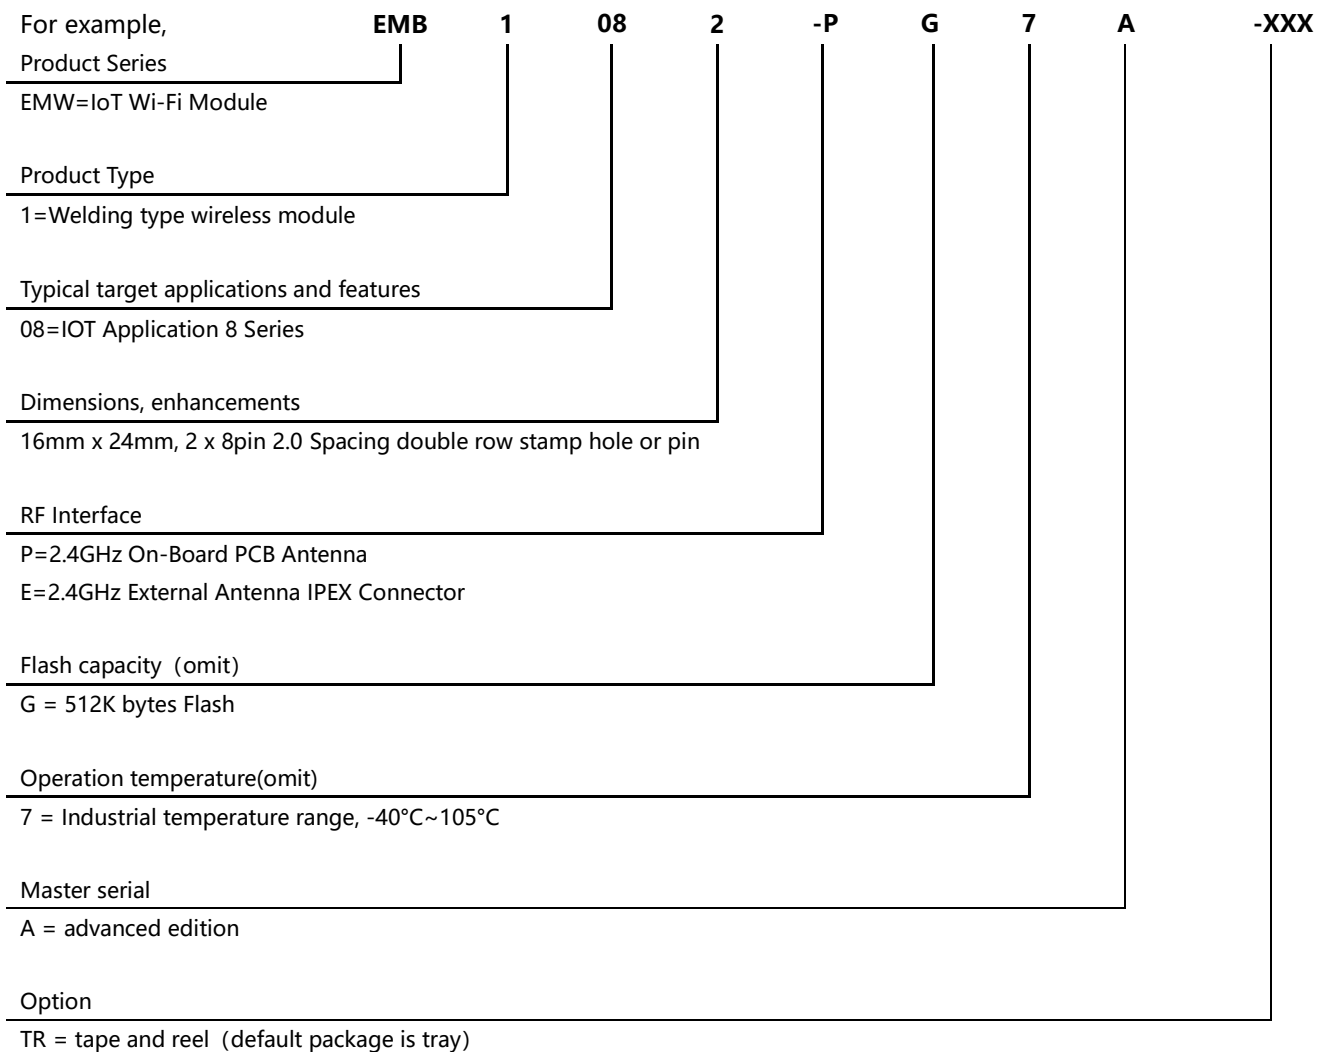 For example, EMB 1 08 2 -P G 7 A -XXX
Product Series
EMW=IoT Wi-Fi Module
Product Type
1=Welding type wireless module
Typical target applications and features
08=IOT Application 8 Series
Dimensions, enhancements
16mm x 24mm, 2 x 8pin 2.0 Spacing double row stamp hole or pin
RF Interface
P=2.4GHz On-Board PCB Antenna
E=2.4GHz External Antenna IPEX Connector
Flash capacity（omit）
G = 512K bytes Flash
Operation temperature(omit)
7 = Industrial temperature range, -40°C~105°C
Master serial
A = advanced edition
Option
TR = tape and reel（default package is tray）